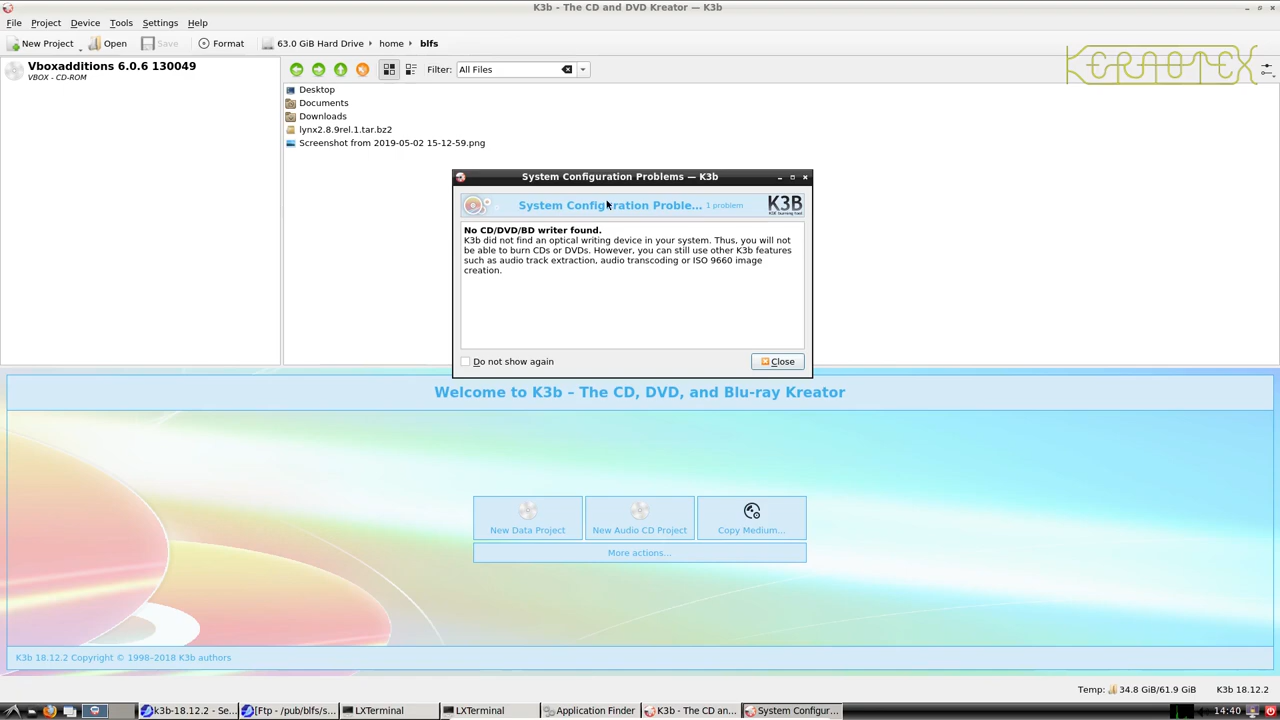 K3b - The CD and DVD Kreator — K3b
File Project Device Tools Settings Help
New Project Open Save Format 63.0 GiB Hard Drive home blfs
KERNOTEX
Vboxadditions 6.0.6 130049
VBOX - CD-ROM
Filter: All Files
Desktop
Documents
Downloads
lynx2.8.9rel.1.tar.bz2
Screenshot from 2019-05-02 15-12-59.png
System Configuration Problems — K3b
System Configuration Proble... 1 problem
K3B
No CD/DVD/BD writer found.
K3b did not find an optical writing device in your system. Thus, you will not
be able to burn CDs or DVDs. However, you can still use other K3b features
such as audio track extraction, audio transcoding or ISO 9660 image
creation.
Do not show again Close
Welcome to K3b – The CD, DVD, and Blu-ray Kreator
New Data Project New Audio CD Project Copy Medium...
More actions...
K3b 18.12.2 Copyright © 1998–2018 K3b authors
Temp: 34.8 GiB/61.9 GiB K3b 18.12.2
k3b-18.12.2 - Se... [Ftp - /pub/blfs/s... LXTerminal LXTerminal Application Finder K3b - The CD an... System Configur... 14:40